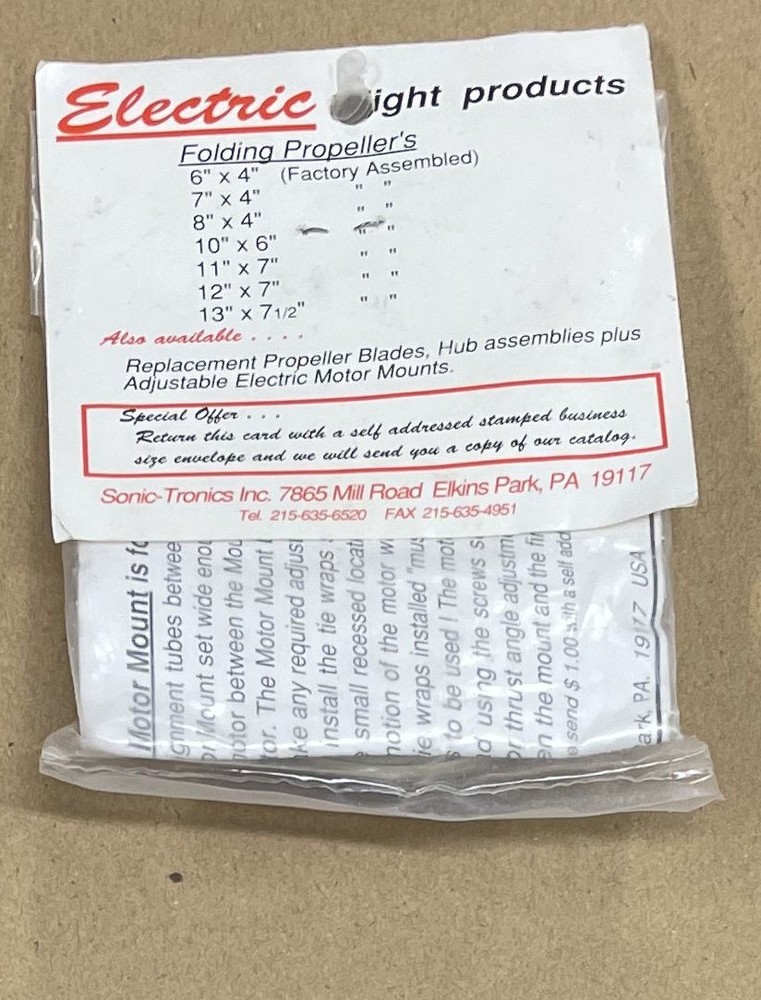 Electric ight products
Folding Propeller's
6" x 4" (Factory Assembled)
7" x 4" " "
8" x 4" " "
10" x 6" " "
11" x 7" " "
12" x 7" " "
13" x 7 1/2" " "
Also available . . . .
Replacement Propeller Blades, Hub assemblies plus
Adjustable Electric Motor Mounts.
Special Offer . . .
Return this card with a self addressed stamped business
size envelope and we will send you a copy of our catalog.
Sonic-Tronics Inc. 7865 Mill Road Elkins Park, PA 19117
Tel. 215-635-6520 FAX 215-635-4951
Motor Mount is fo
gnment tubes betwee
or Mount set wide enou
otor between the Mou
tor. The Motor Mount
ke any required adjus
install the tie wraps
small recessed locati
notion of the motor w
ie wraps installed "mus
to be used ! The mot
d using the screws s
or thrust angle adjustm
en the mount and the fi
send $ 1.00 with a self add
ark, PA. 19117 USA